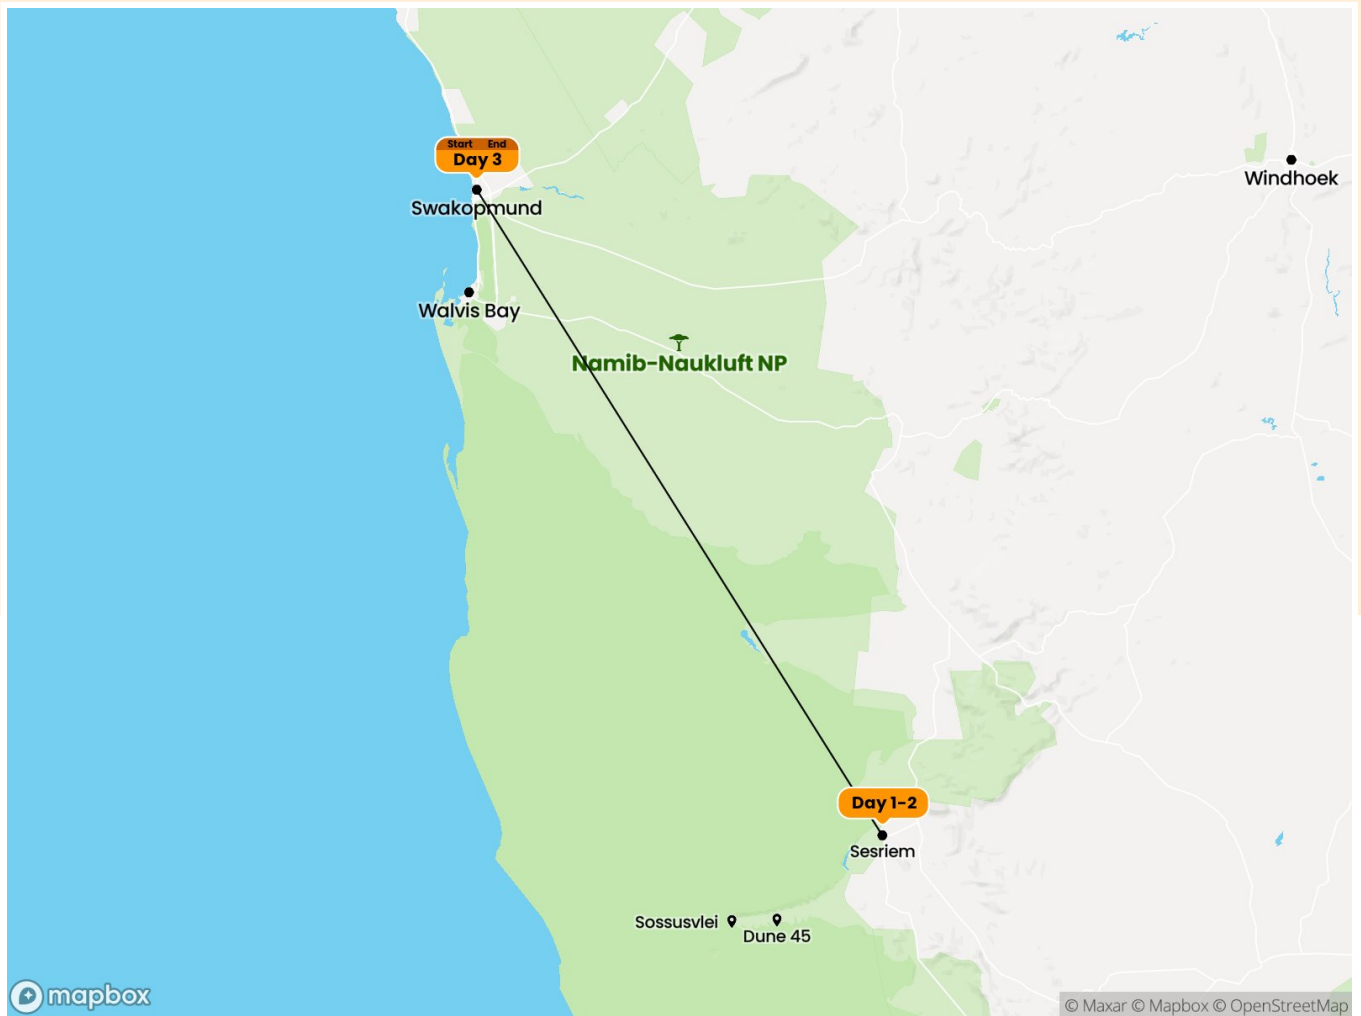 Start End
Day 3
Swakopmund
Windhoek
Walvis Bay
Namib-Naukluft NP
Day 1-2
Sesriem
Sossusvlei
Dune 45
mapbox
© Maxar © Mapbox © OpenStreetMap